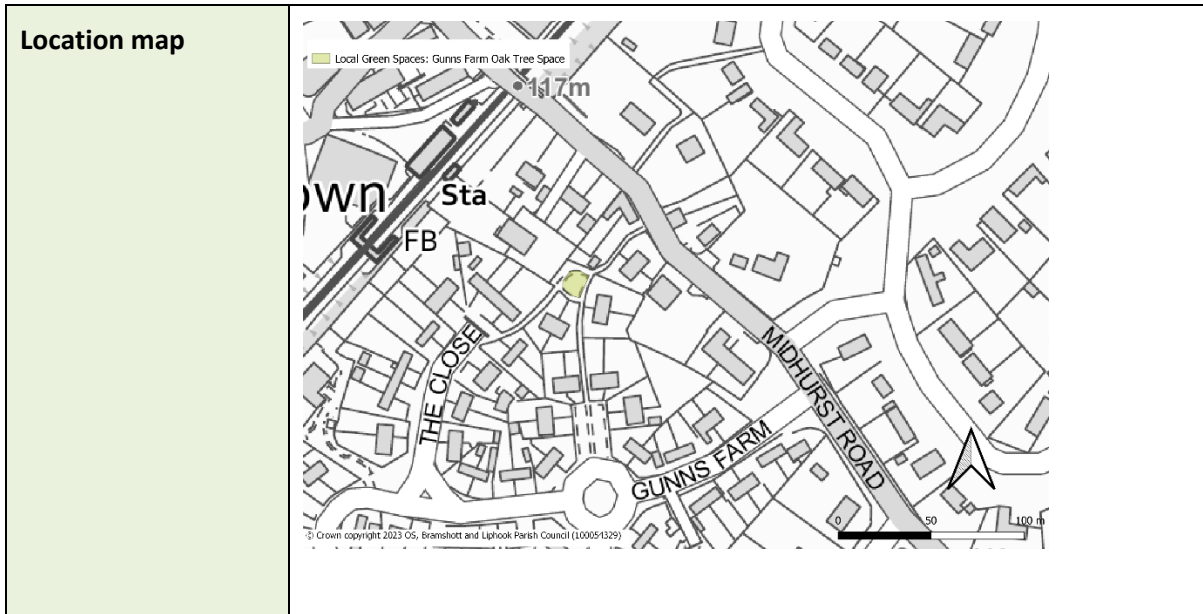 Location map
Local Green Spaces: Gunns Farm Oak Tree Space
117m
own
Sta
FB
THE CLOSE
MIDHURST ROAD
GUNNS FARM
0 50 100 m
© Crown copyright 2023 OS, Bramshott and Liphook Parish Council (100054329)